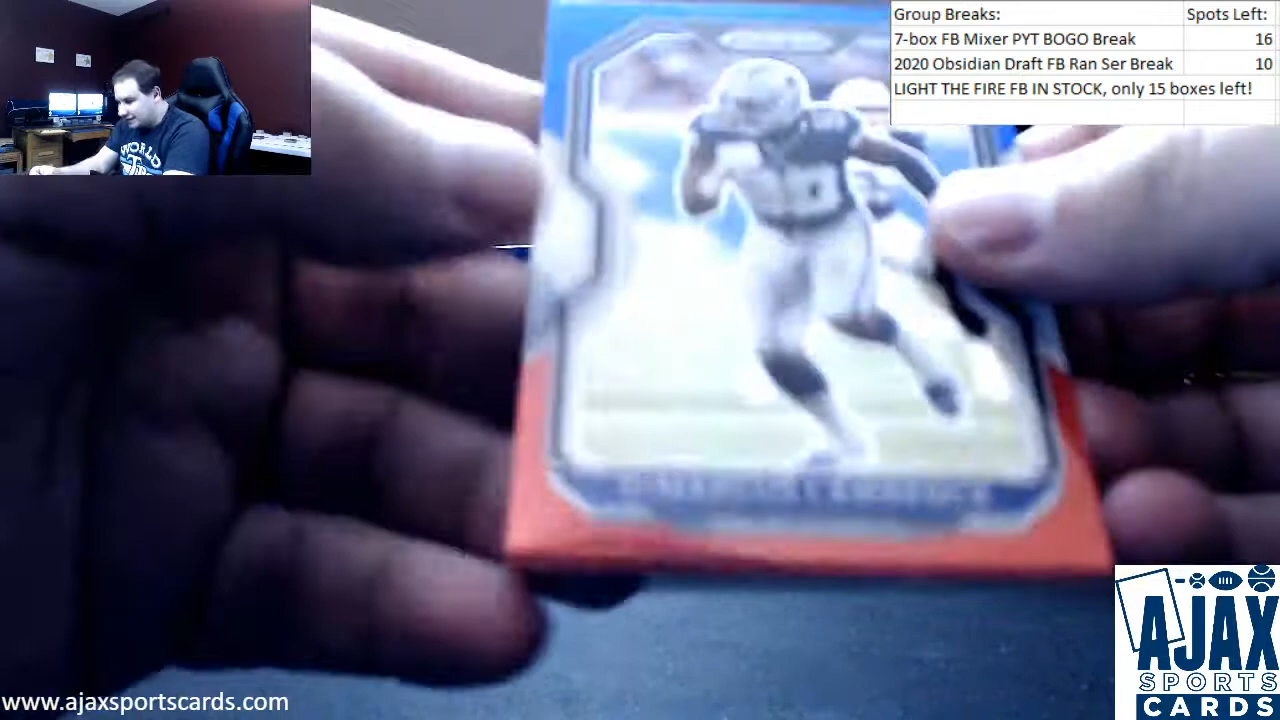 Group Breaks: Spots Left:
7-box FB Mixer PYT BOGO Break 16
2020 Obsidian Draft FB Ran Ser Break 10
LIGHT THE FIRE FB IN STOCK, only 15 boxes left!
WORLD
www.ajaxsportscards.com
AJAX
SPORTS
CARDS